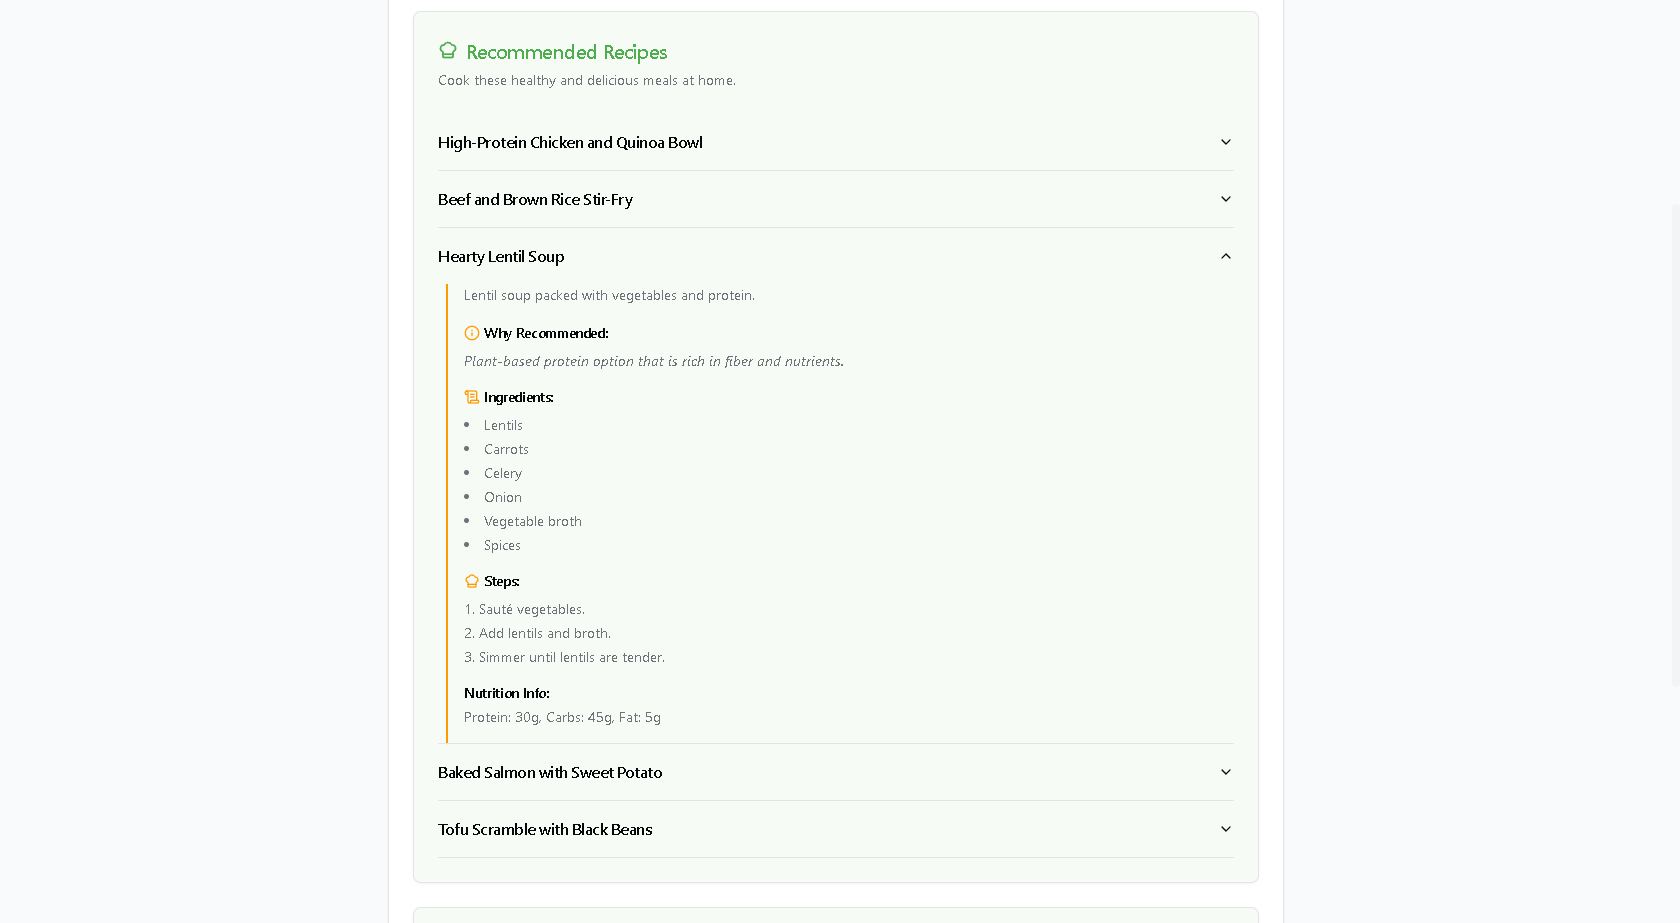 Recommended Recipes
Cook these healthy and delicious meals at home.
High-Protein Chicken and Quinoa Bowl
Beef and Brown Rice Stir-Fry
Hearty Lentil Soup
Lentil soup packed with vegetables and protein.
Why Recommended:
Plant-based protein option that is rich in fiber and nutrients.
Ingredients:
• Lentils
• Carrots
• Celery
• Onion
• Vegetable broth
• Spices
Steps:
1. Sauté vegetables.
2. Add lentils and broth.
3. Simmer until lentils are tender.
Nutrition Info:
Protein: 30g, Carbs: 45g, Fat: 5g
Baked Salmon with Sweet Potato
Tofu Scramble with Black Beans